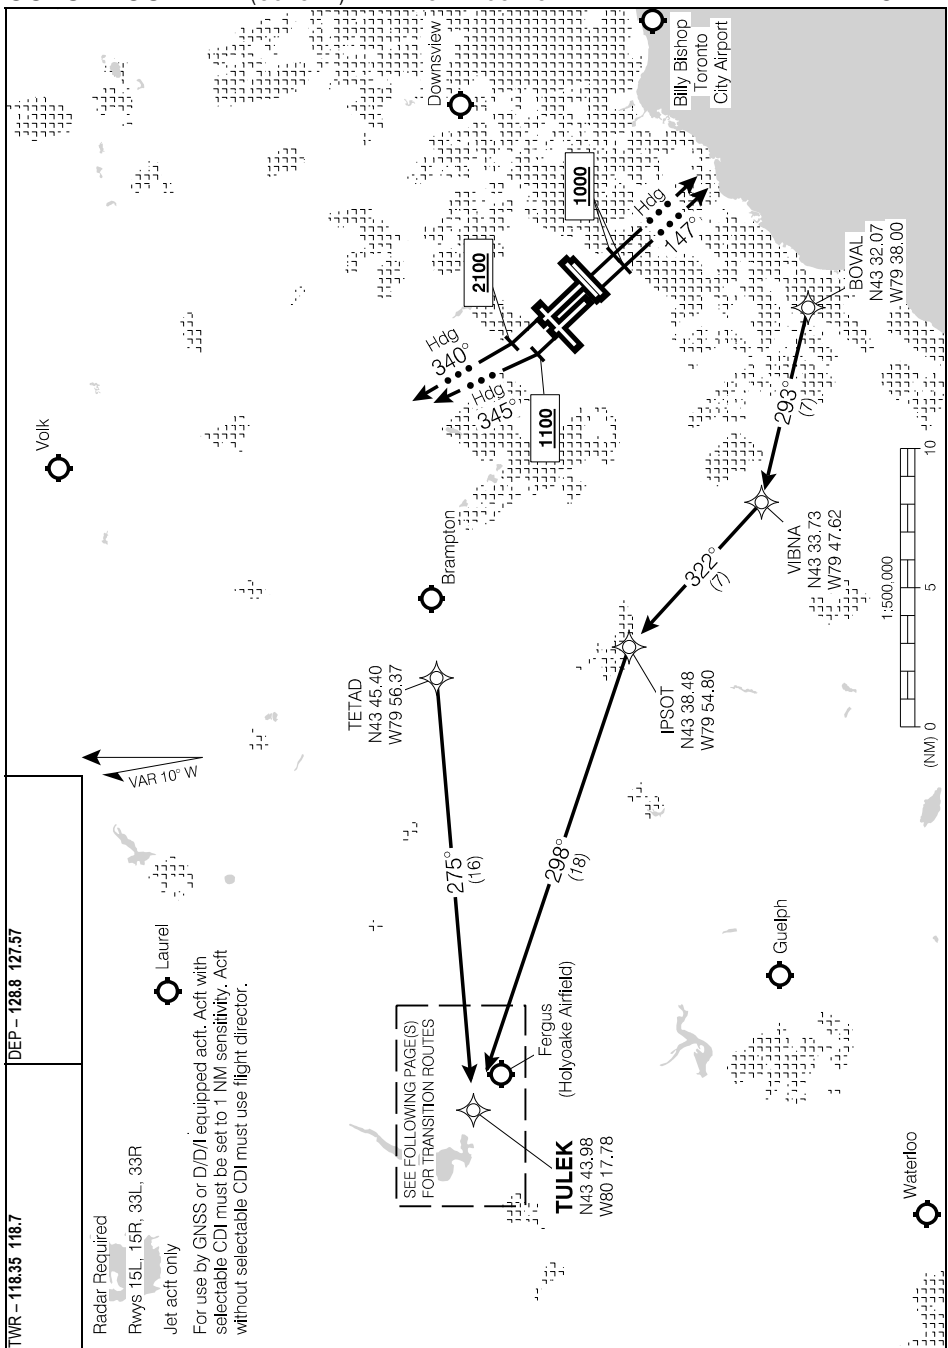 TWR – 118.35 118.7
DEP – 128.8 127.57
Radar Required
Rwys 15L, 15R, 33L, 33R
Jet acft only
For use by GNSS or D/D/I equipped acft. Acft with
selectable CDI must be set to 1 NM sensitivity. Acft
without selectable CDI must use flight director.
VAR 10° W
Laurel
Volk
Downsview
Billy Bishop
Toronto
City Airport
Brampton
2100
1000
1100
Hdg
340°
Hdg
345°
Hdg
147°
TETAD
N43 45.40
W79 56.37
275°
(16)
SEE FOLLOWING PAGE(S)
FOR TRANSITION ROUTES
TULEK
N43 43.98
W80 17.78
Fergus
(Holyoake Airfield)
298°
(18)
IPSOT
N43 38.48
W79 54.80
322°
(7)
VIBNA
N43 33.73
W79 47.62
293°
(7)
BOVAL
N43 32.07
W79 38.00
Guelph
Waterloo
1:500,000
(NM) 0 5 10